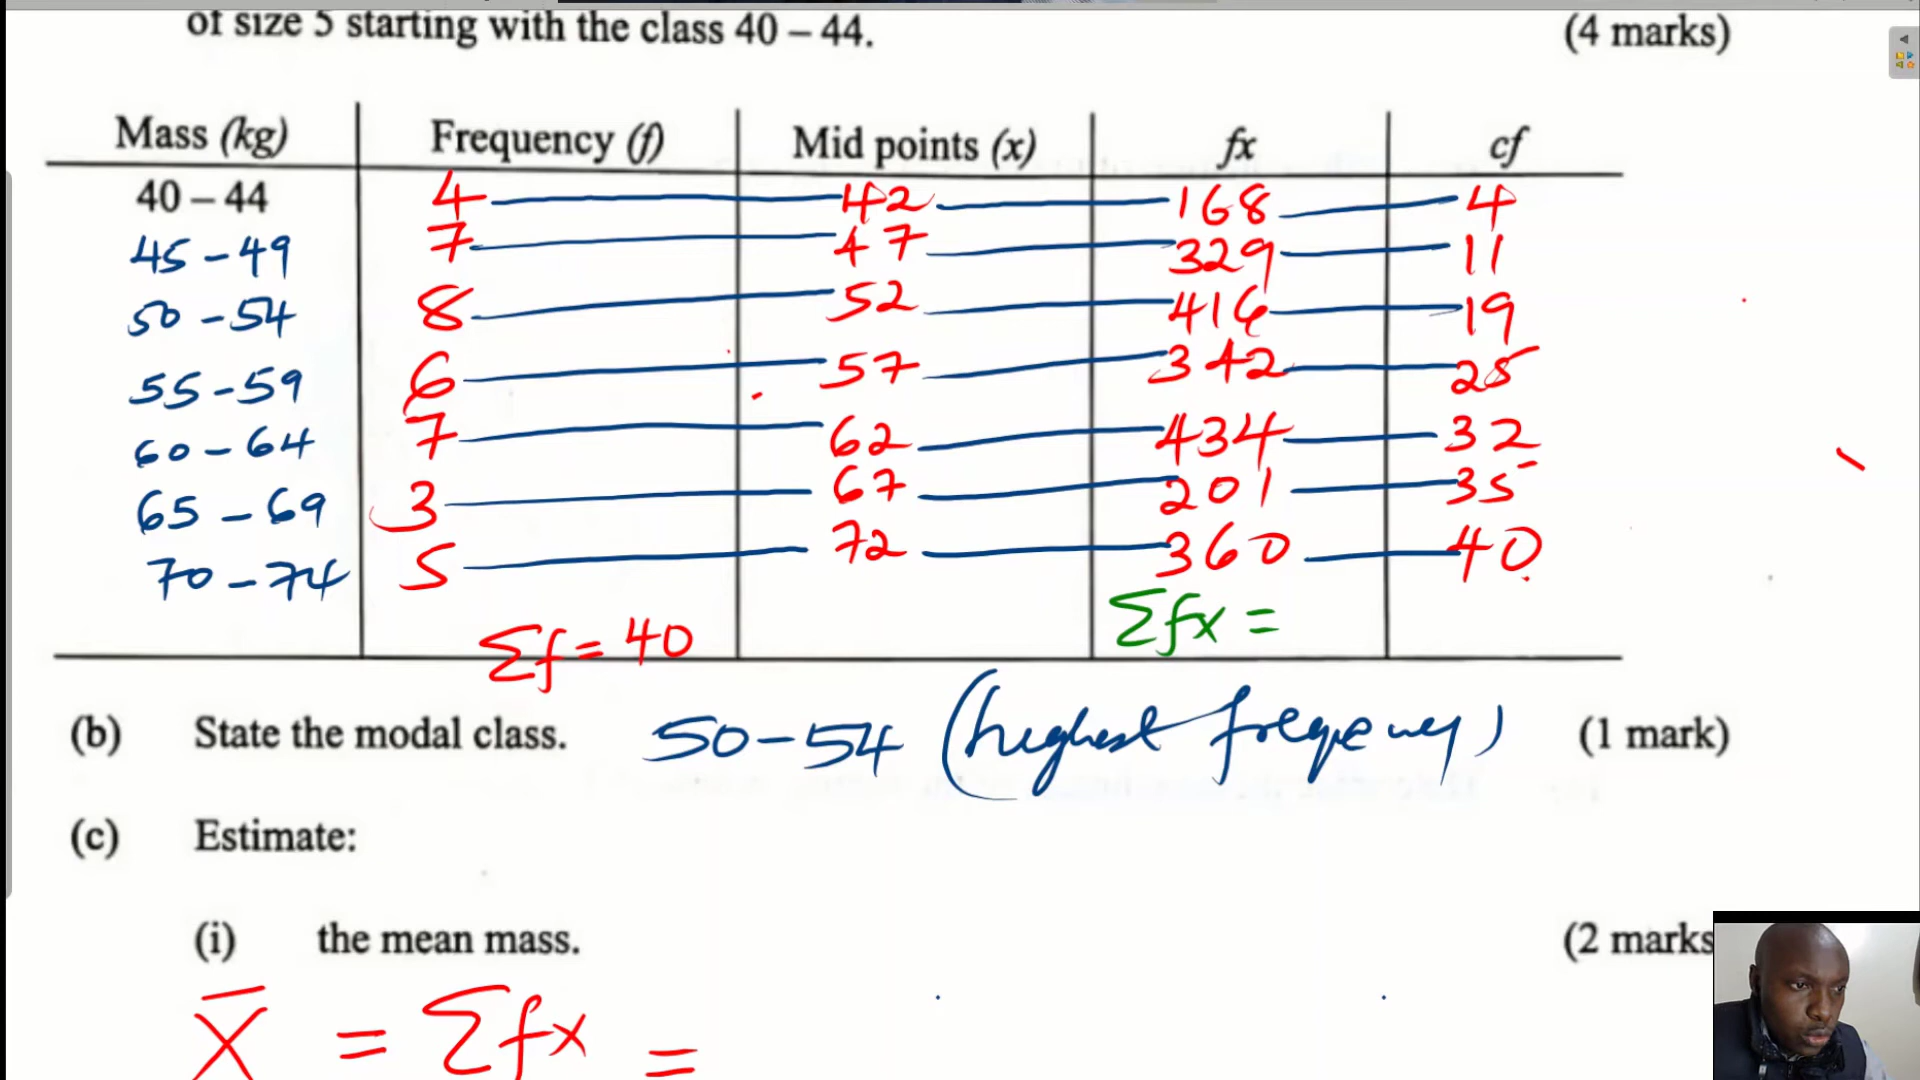 of size 5 starting with the class 40 – 44. (4 marks)
Mass (kg) Frequency (f) Mid points (x) fx cf
40 – 44 4 42 168 4
45 – 49 7 47 329 11
50 – 54 8 52 416 19
55 – 59 6 57 342 25
60 – 64 7 62 434 32
65 – 69 3 67 201 35
70 – 74 5 72 360 40
Σf = 40 Σfx =
(b) State the modal class. 50 – 54 (highest frequency) (1 mark)
(c) Estimate:
(i) the mean mass. (2 marks
X̄ = Σfx =